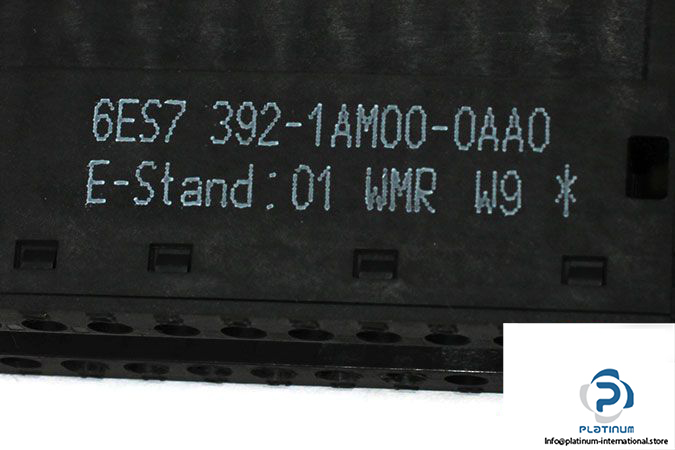 6ES7 392-1AM00-0AA0
E-Stand:01 WMR W9 *
PLATINUM
Info@platinum-international.store